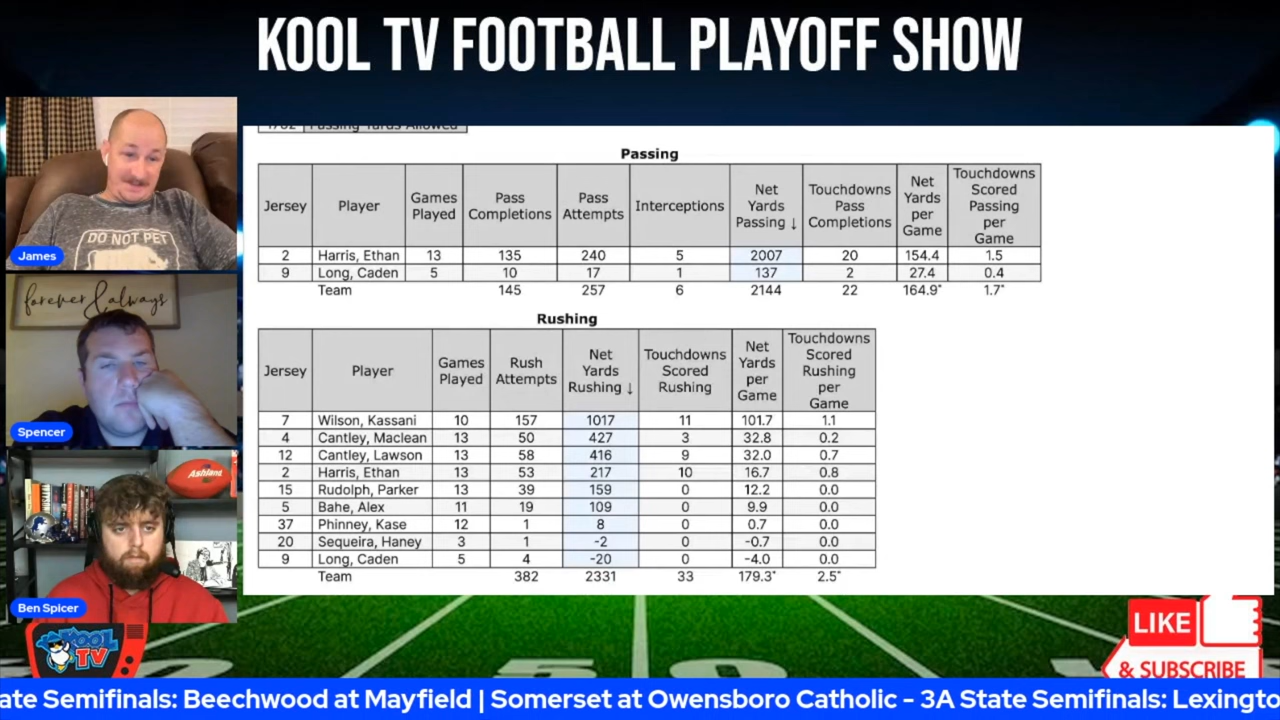 KOOL TV FOOTBALL PLAYOFF SHOW
1762 Passing Yards Allowed
Passing
Jersey Player Games Played Pass Completions Pass Attempts Interceptions Net Yards Passing ↓ Touchdowns Pass Completions Net Yards per Game Touchdowns Scored Passing per Game
2 Harris, Ethan 13 135 240 5 2007 20 154.4 1.5
9 Long, Caden 5 10 17 1 137 2 27.4 0.4
Team 145 257 6 2144 22 164.9* 1.7*
Rushing
Jersey Player Games Played Rush Attempts Net Yards Rushing ↓ Touchdowns Scored Rushing Net Yards per Game Touchdowns Scored Rushing per Game
7 Wilson, Kassani 10 157 1017 11 101.7 1.1
4 Cantley, Maclean 13 50 427 3 32.8 0.2
12 Cantley, Lawson 13 58 416 9 32.0 0.7
2 Harris, Ethan 13 53 217 10 16.7 0.8
15 Rudolph, Parker 13 39 159 0 12.2 0.0
5 Bahe, Alex 11 19 109 0 9.9 0.0
37 Phinney, Kase 12 1 8 0 0.7 0.0
20 Sequeira, Haney 3 1 -2 0 -0.7 0.0
9 Long, Caden 5 4 -20 0 -4.0 0.0
Team 382 2331 33 179.3* 2.5*
DO NOT PET
James
forever & always
Spencer
Ashland
Ben Spicer
KOOL
TV
LIKE
& SUBSCRIBE
ate Semifinals: Beechwood at Mayfield | Somerset at Owensboro Catholic - 3A State Semifinals: Lexingto